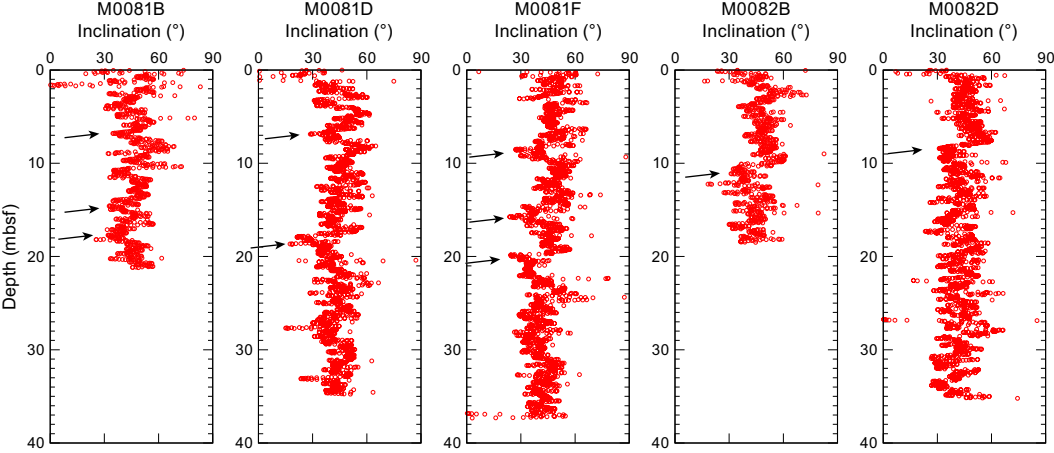 M0081B M0081D M0081F M0082B M0082D
Inclination (°) Inclination (°) Inclination (°) Inclination (°) Inclination (°)
0 30 60 90 0 30 60 90 0 30 60 90 0 30 60 90 0 30 60 90
0 0 0 0 0
10 10 10 10 10
Depth (mbsf)
20 20 20 20 20
30 30 30 30 30
40 40 40 40 40